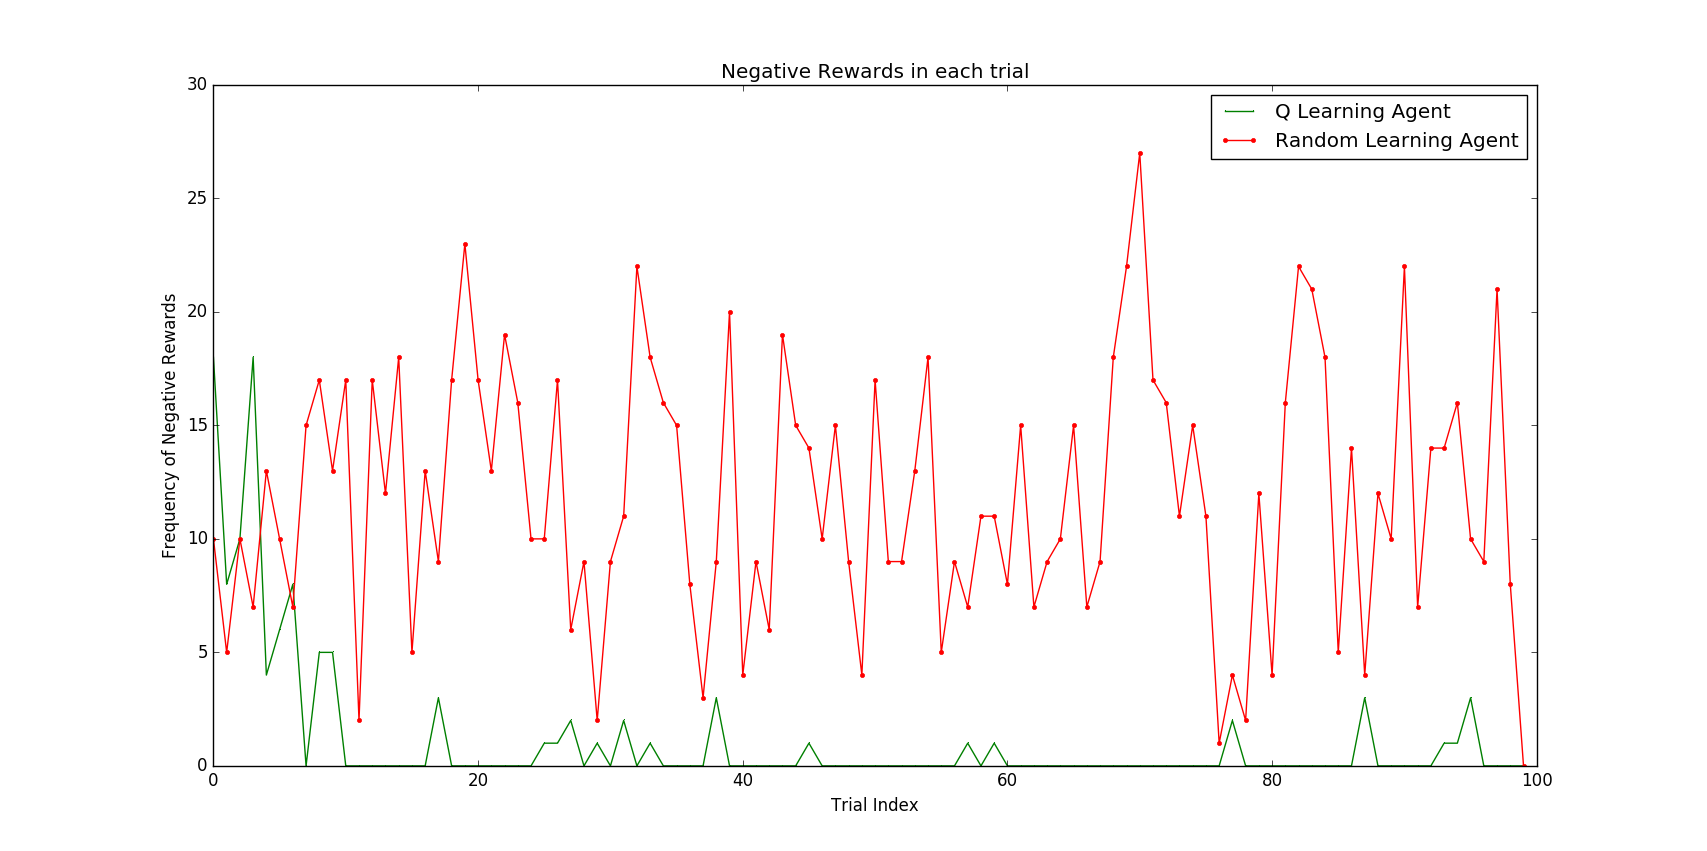 Negative Rewards in each trial
30
25
20
15
10
5
0
Frequency of Negative Rewards
Q Learning Agent
Random Learning Agent
0 20 40 60 80 100
Trial Index